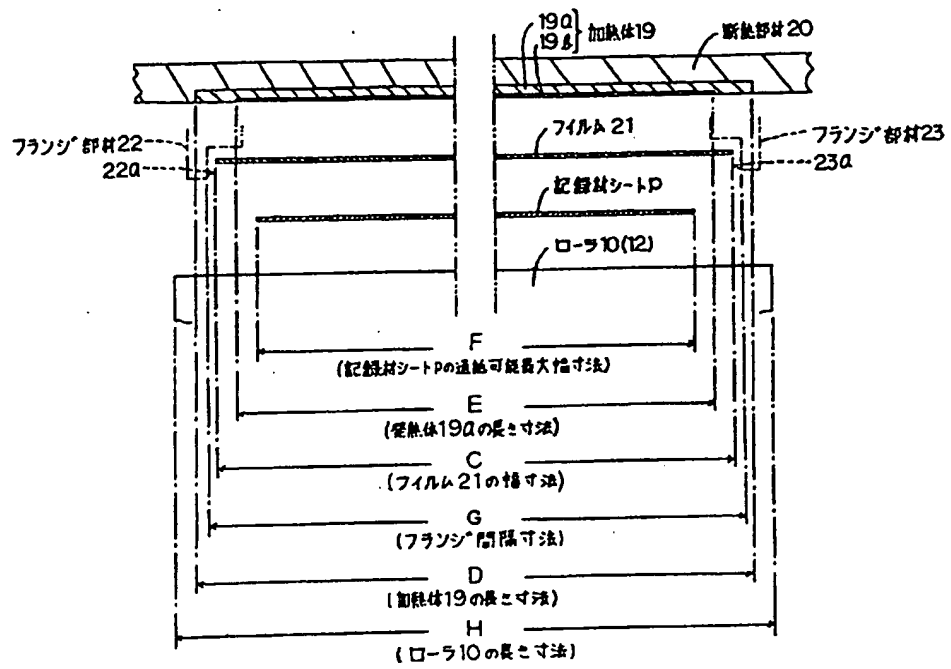 19a
19b
加熱体19
断熱部材20
フランジ部材22
22a
フイルム21
フランジ部材23
23a
記録材シートP
ローラ10(12)
F
(記録材シートPの通紙可能最大幅寸法)
E
(発熱体19aの長さ寸法)
C
(フイルム21の幅寸法)
G
(フランジ間隔寸法)
D
(加熱体19の長さ寸法)
H
(ローラ10の長さ寸法)